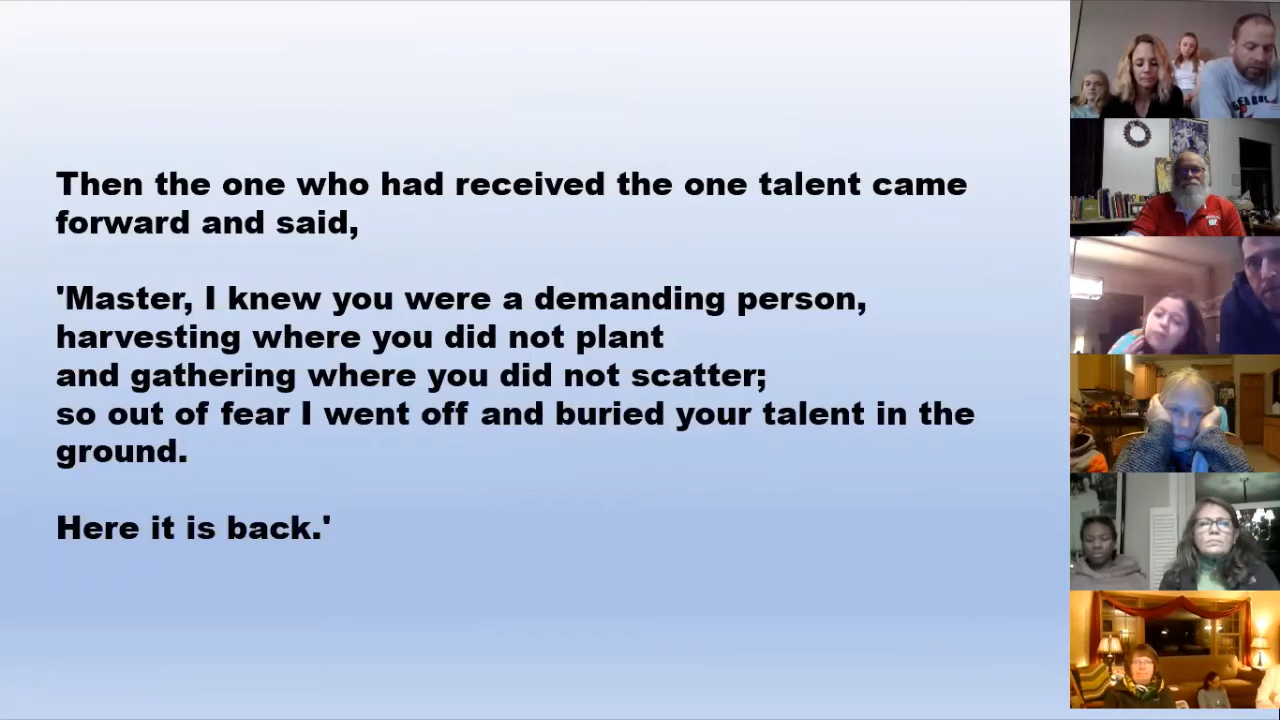 Then the one who had received the one talent came
forward and said,
'Master, I knew you were a demanding person,
harvesting where you did not plant
and gathering where you did not scatter;
so out of fear I went off and buried your talent in the
ground.
Here it is back.'